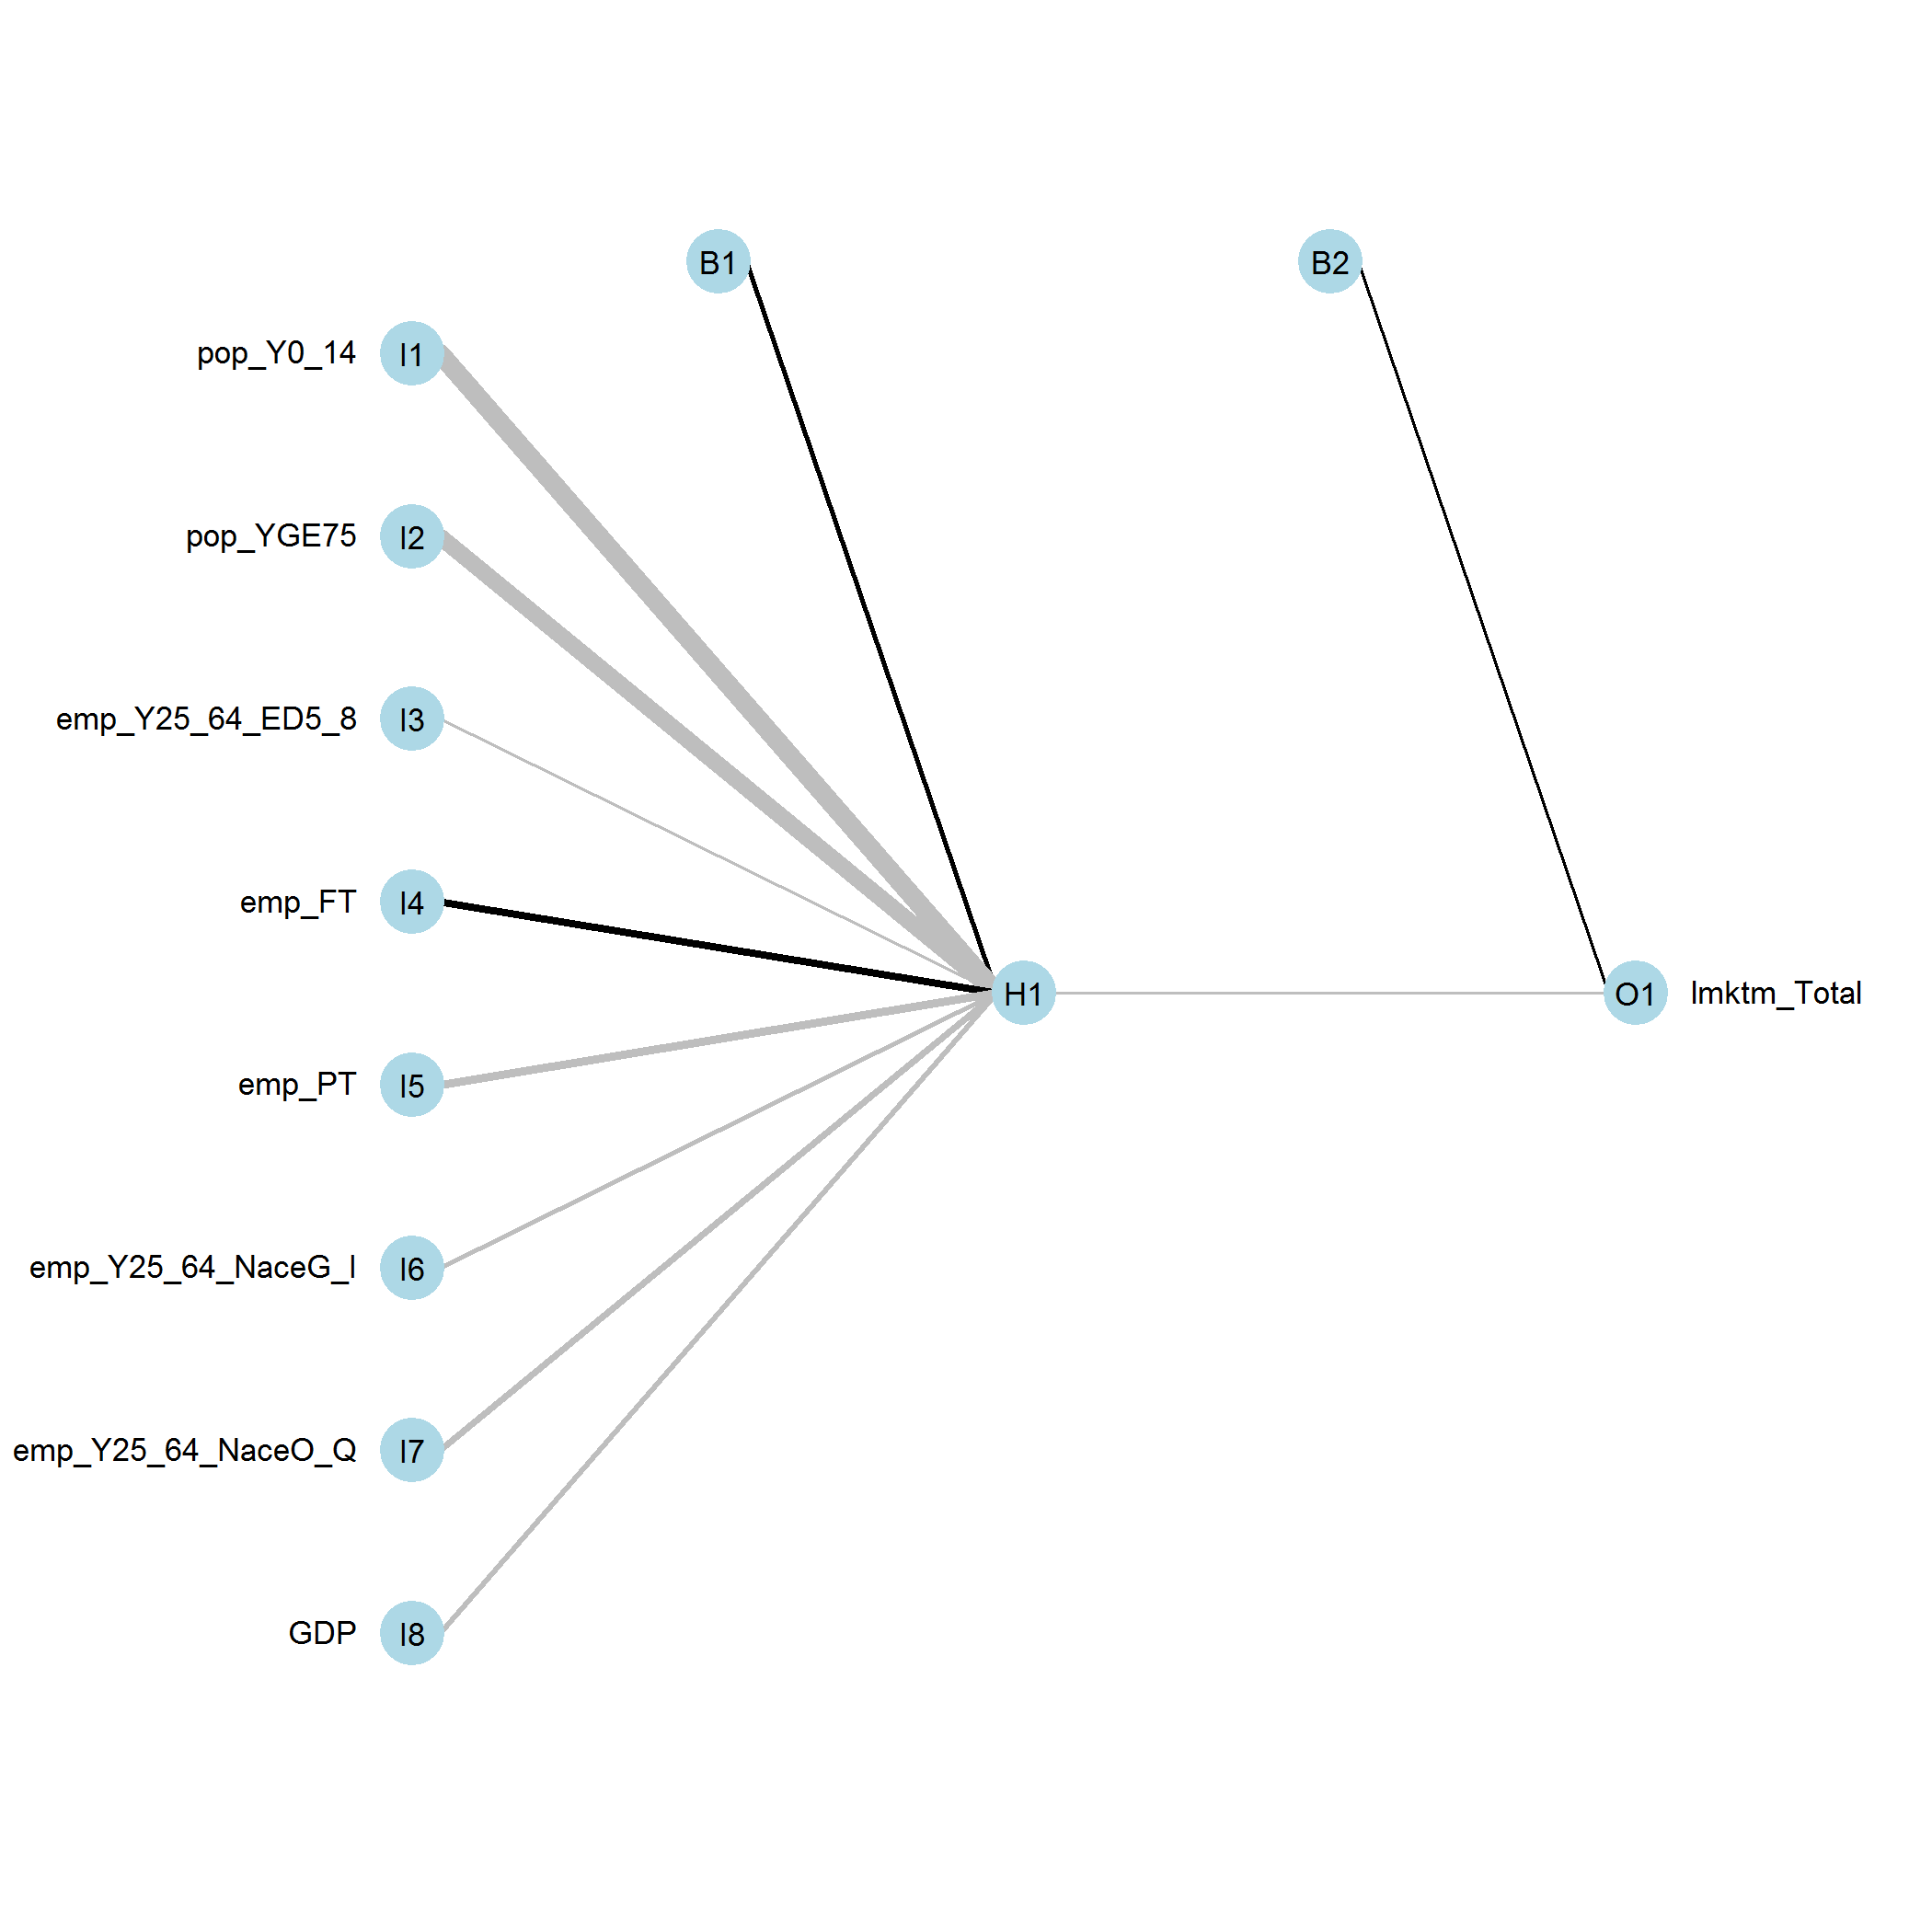 B1
B2
pop_Y0_14 I1
pop_YGE75 I2
emp_Y25_64_ED5_8 I3
emp_FT I4
H1
O1 lmktm_Total
emp_PT I5
emp_Y25_64_NaceG_I I6
emp_Y25_64_NaceO_Q I7
GDP I8